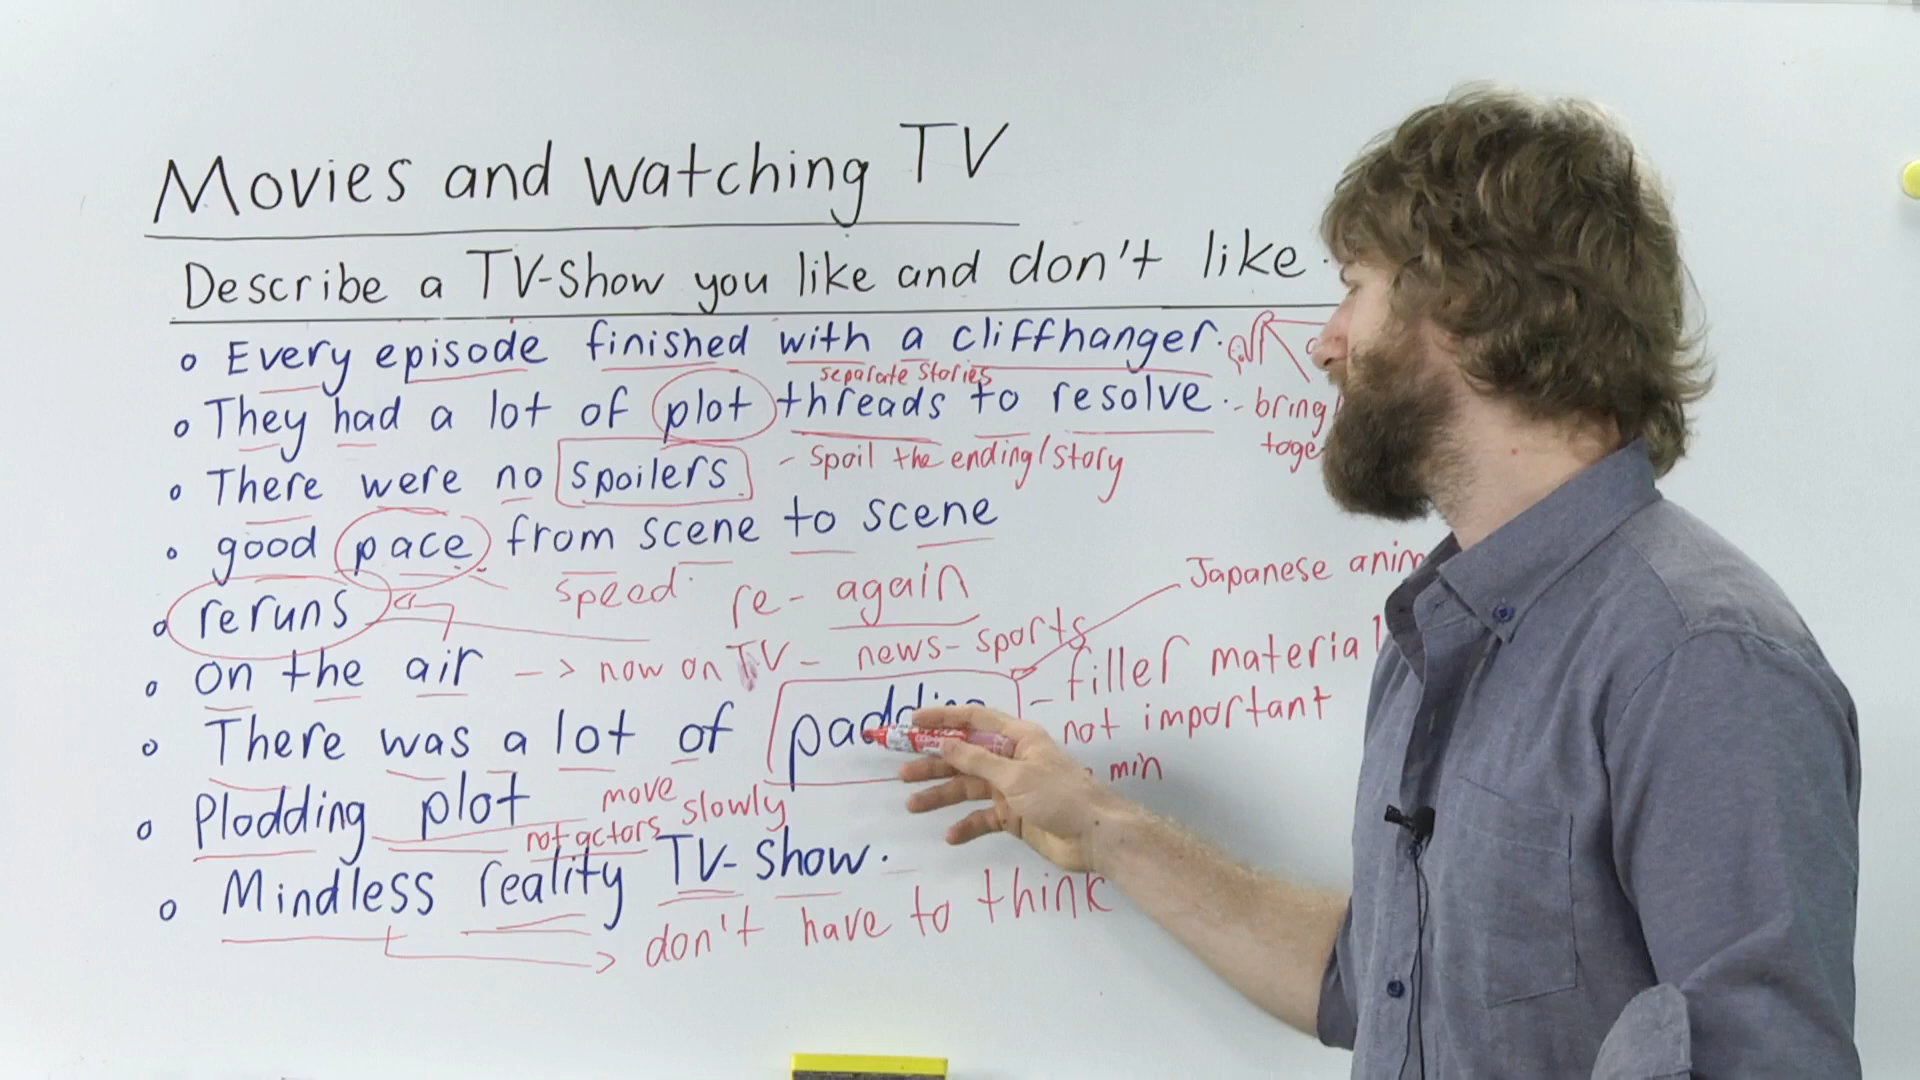 Movies and watching TV
Describe a TV-Show you like and don't like.
Every episode finished with a cliffhanger.
separate stories
They had a lot of plot threads to resolve. - bring
toge
There were no spoilers - spoil the ending/story
good pace from scene to scene
speed re- again
Japanese anim
reruns
on the air -> now on TV - news - sports
- filler material
There was a lot of padding
not important
min
Plodding plot move slowly
not actors
Mindless reality TV-Show.
don't have to think